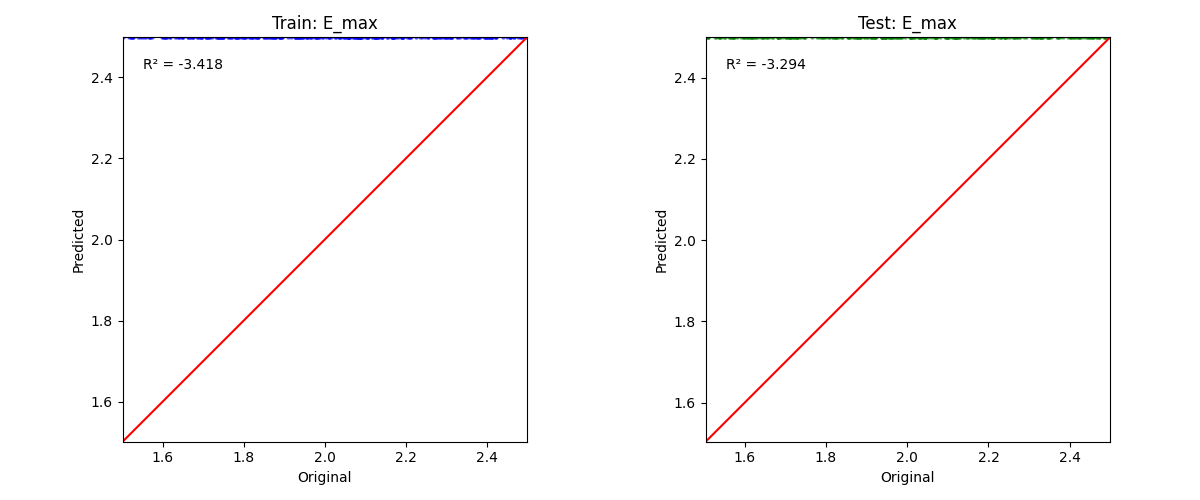 Train: E_max
R² = -3.418
Predicted
2.4
2.2
2.0
1.8
1.6
1.6 1.8 2.0 2.2 2.4
Original
Test: E_max
R² = -3.294
Predicted
2.4
2.2
2.0
1.8
1.6
1.6 1.8 2.0 2.2 2.4
Original